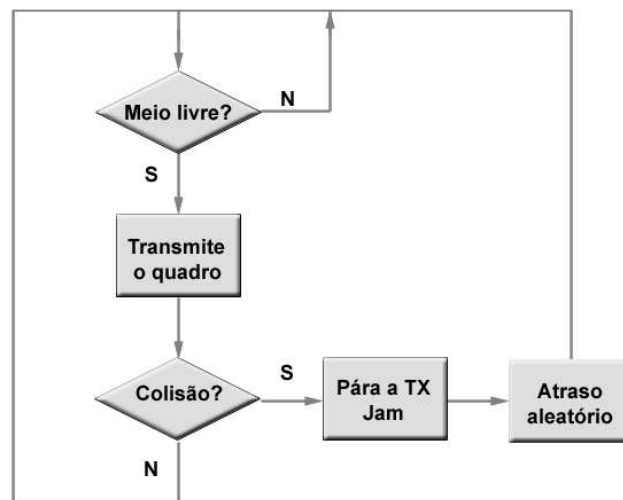 Meio livre?
N
S
Transmite
o quadro
Colisão?
S
Pára a TX
Jam
Atraso
aleatório
N